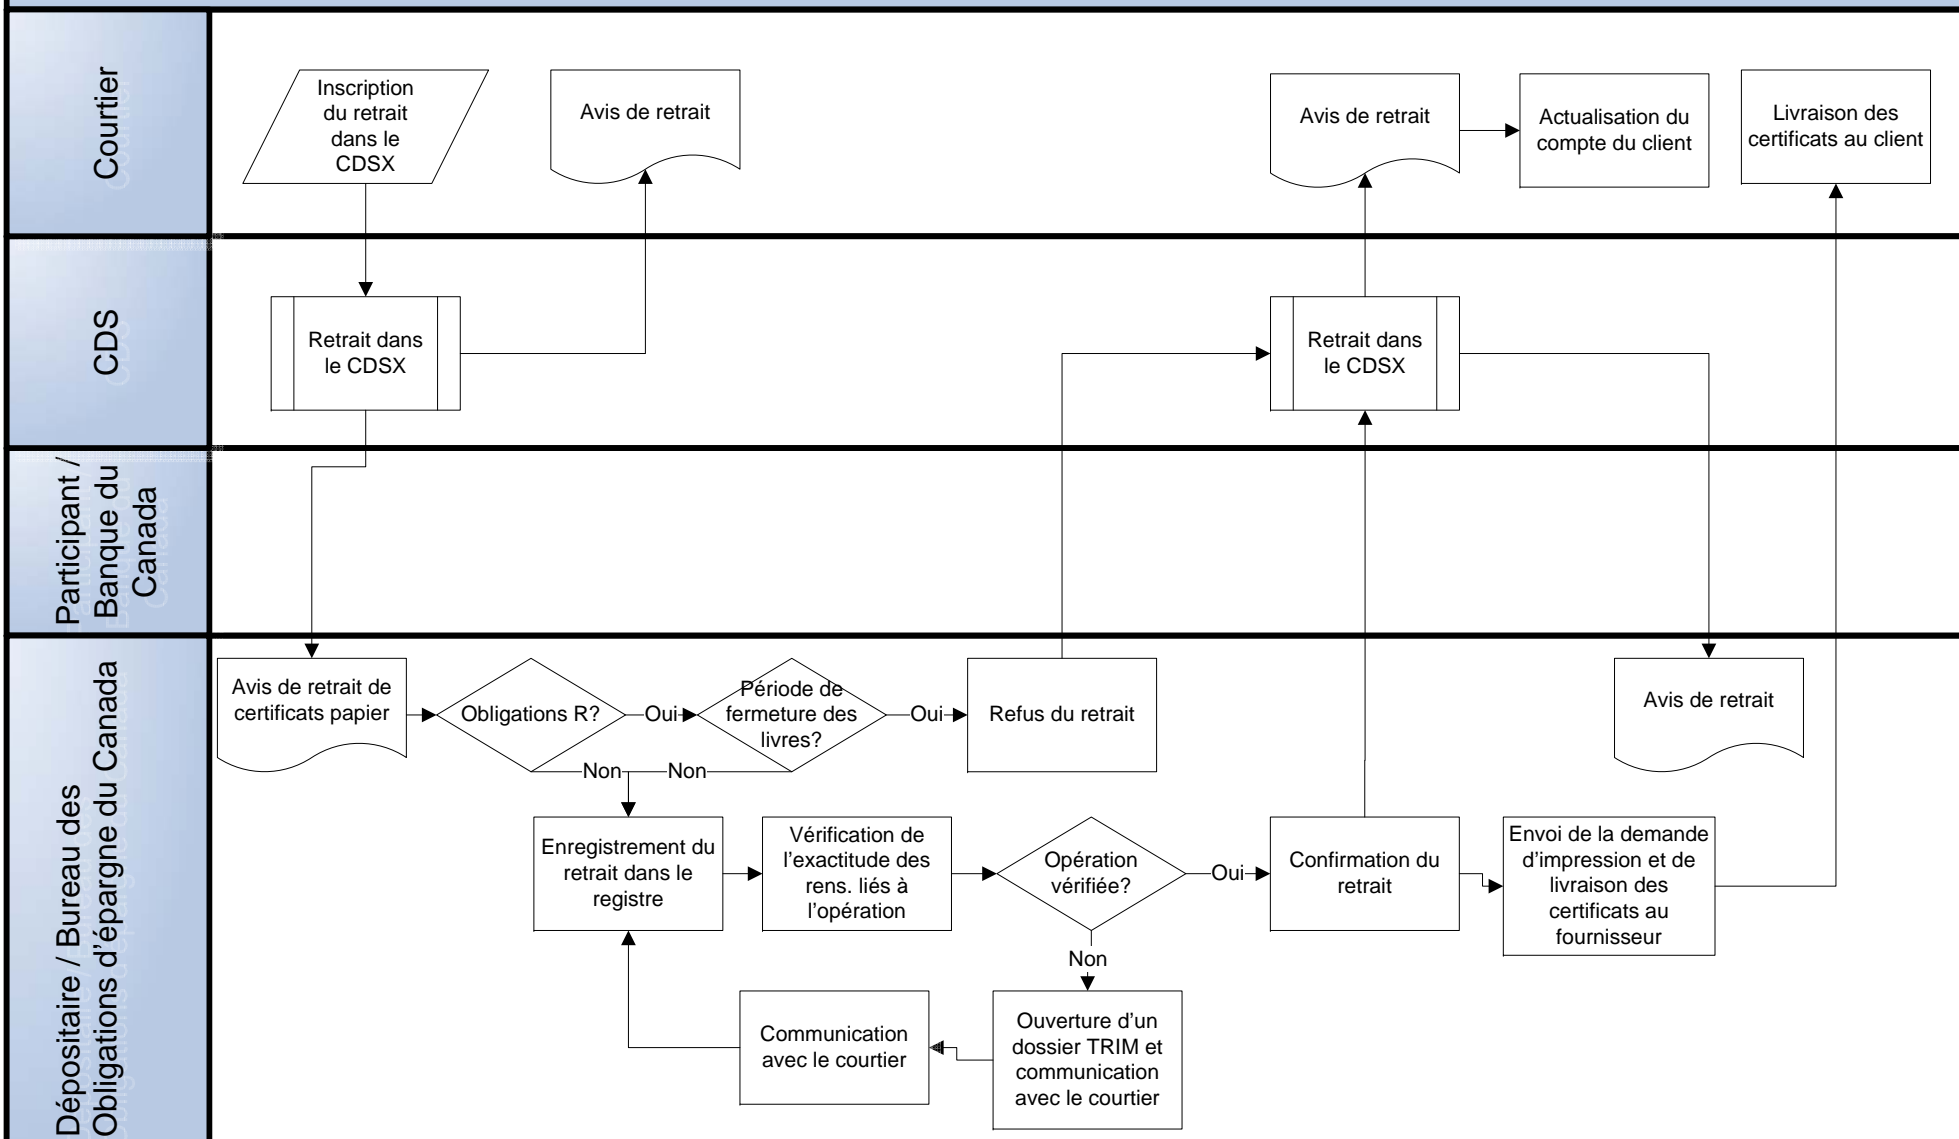 Courtier
Inscription
du retrait
dans le
CDSX
Avis de retrait
Avis de retrait
Actualisation du
compte du client
Livraison des
certificats au client
CDS
Retrait dans
le CDSX
Retrait dans
le CDSX
Participant /
Banque du
Canada
Dépositaire / Bureau des
Obligations d’épargne du Canada
Avis de retrait de
certificats papier
Obligations R?
Oui
Période de
fermeture des
livres?
Oui
Refus du retrait
Avis de retrait
Non
Non
Enregistrement du
retrait dans le
registre
Vérification de
l’exactitude des
rens. liés à
l’opération
Opération
vérifiée?
Oui
Confirmation du
retrait
Envoi de la demande
d’impression et de
livraison des
certificats au
fournisseur
Non
Communication
avec le courtier
Ouverture d’un
dossier TRIM et
communication
avec le courtier